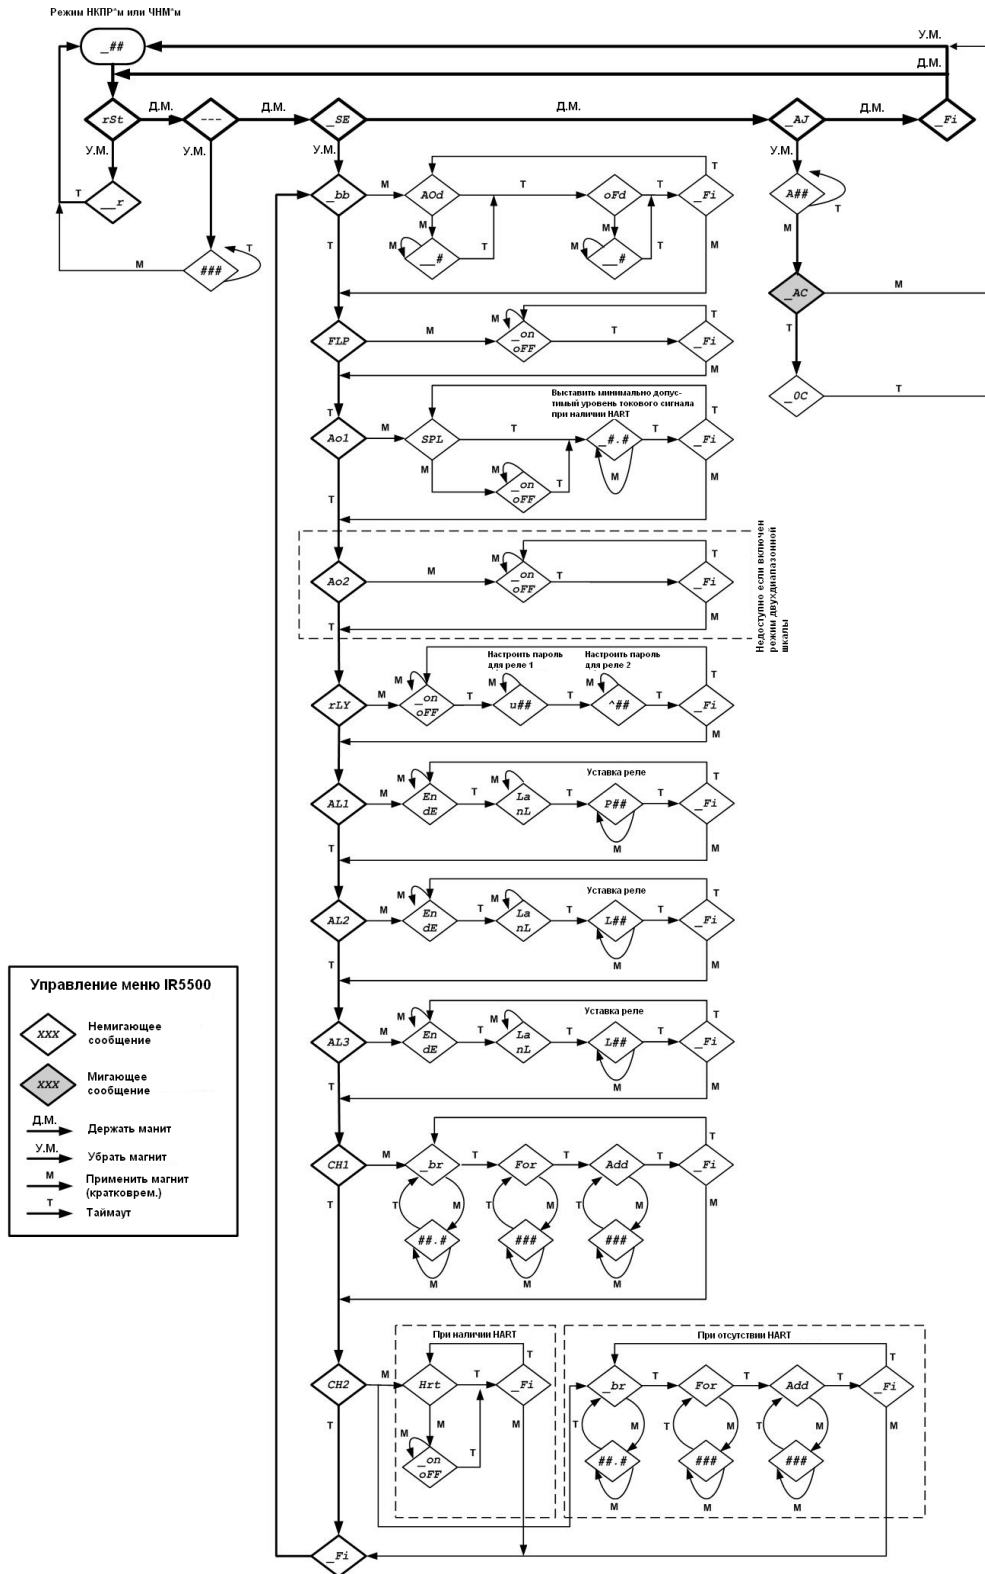 Режим НКПР*м или ЧНМ*м
_##
У.М.
Д.М.
rSt
Д.М.
---
Д.М.
_SE
Д.М.
_AJ
Д.М.
_Fi
У.М.
У.М.
У.М.
У.М.
T
__r
_bb
M
AOd
T
oFd
T
_Fi
T
A##
T
M
M
M
__#
T
M
M
__#
T
M
T
###
T
M
M
_AC
M
FLP
M
M
_on
oFF
T
_Fi
T
M
T
_0C
T
Выставить минимально допус-
тимый уровень токового сигнала
при наличии HART
T
Ao1
M
SPL
T
_#.#
T
_Fi
T
M
M
_on
oFF
T
M
M
T
Ao2
M
M
_on
oFF
T
_Fi
T
M
T
Недоступно если включен
режим двухдиапазонной
шкалы
Настроить пароль
для реле 1
Настроить пароль
для реле 2
rLY
M
M
_on
oFF
T
M
u##
T
M
^##
T
_Fi
T
M
Уставка реле
AL1
M
M
En
dE
T
M
La
nL
T
P##
M
T
_Fi
T
M
T
Уставка реле
AL2
M
M
En
dE
T
M
La
nL
T
L##
M
T
_Fi
T
M
T
Уставка реле
AL3
M
M
En
dE
T
M
La
nL
T
L##
M
T
_Fi
T
M
T
CH1
M
_br
T
For
T
Add
T
_Fi
T
T
M
T
M
T
M
M
##.#
###
###
M
M
M
T
При наличии HART
При отсутствии HART
CH2
M
Hrt
T
_Fi
T
_br
T
For
T
Add
T
_Fi
T
T
M
M
M
_on
oFF
T
T
M
T
M
T
M
M
##.#
###
###
M
M
M
_Fi
Управление меню IR5500
XXX
Немигающее
сообщение
XXX
Мигающее
сообщение
Д.М.
Держать манит
У.М.
Убрать магнит
M
Применить магнит
(кратковрем.)
T
Таймаут